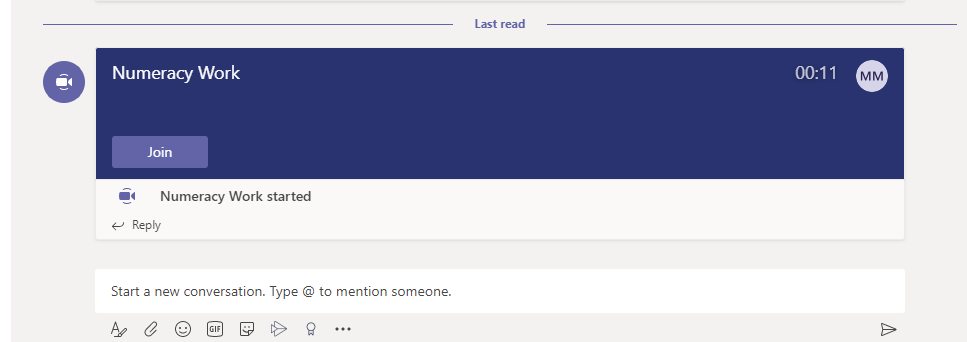 Last read
Numeracy Work 00:11 MM
Join
Numeracy Work started
Reply
Start a new conversation. Type @ to mention someone.
GIF